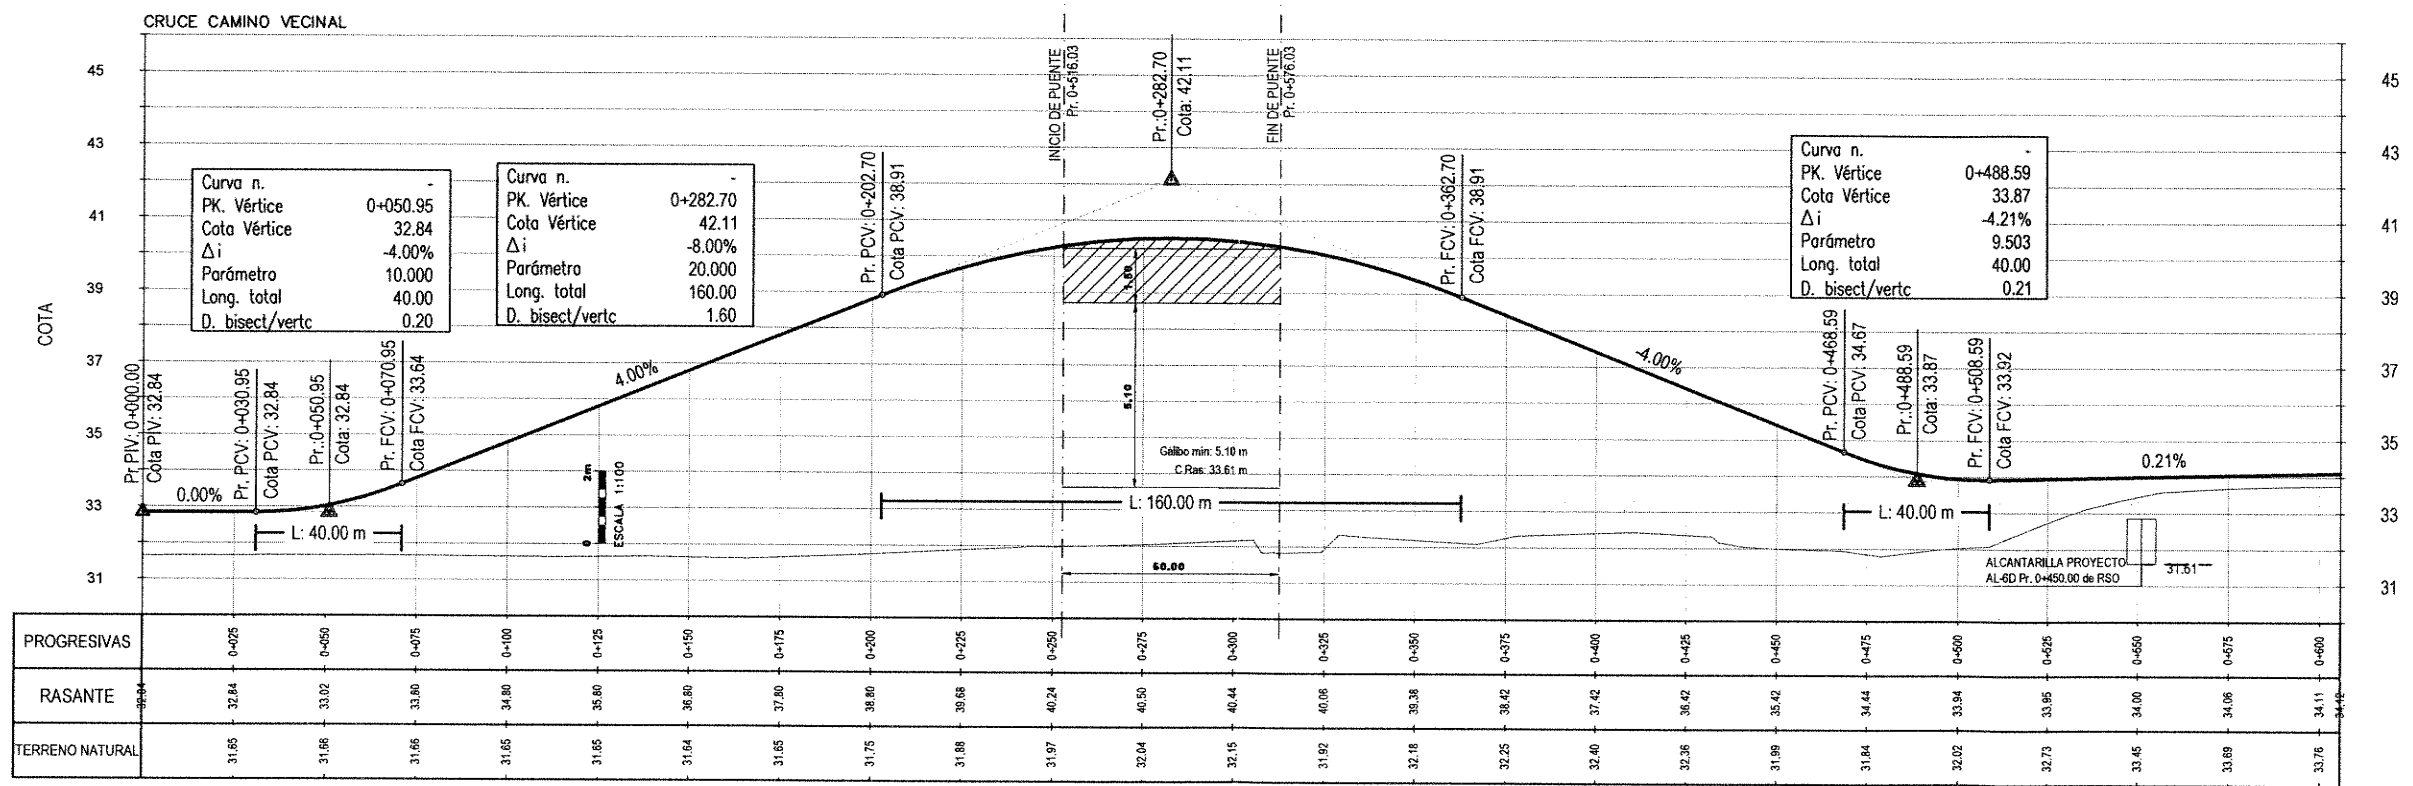 CRUCE CAMINO VECINAL
COTA
45
43
41
39
37
35
33
31
Curva n. -
PK. Vértice 0+050.95
Cota Vértice 32.84
Δi -4.00%
Parámetro 10.000
Long. total 40.00
D. bisect/vertc 0.20
Curva n. -
PK. Vértice 0+282.70
Cota Vértice 42.11
Δi -8.00%
Parámetro 20.000
Long. total 160.00
D. bisect/vertc 1.60
Curva n. -
PK. Vértice 0+488.59
Cota Vértice 33.87
Δi -4.21%
Parámetro 9.503
Long. total 40.00
D. bisect/vertc 0.21
Pr. PIV: 0+000.00
Cota PIV: 32.84
0.00%
Pr. PCV: 0+030.95
Cota PCV: 32.84
Pr.:0+050.95
Cota: 32.84
Pr. FCV: 0+070.95
Cota FCV: 33.64
L: 40.00 m
4.00%
0
2m
ESCALA 1:100
Pr. PCV: 0+202.70
Cota PCV: 38.91
INICIO DE PUENTE
Pr. 0+516.03
Pr.:0+282.70
Cota: 42.11
FIN DE PUENTE
Pr. 0+576.03
5.10
Galibo min: 5.10 m
C.Ras: 33.61 m
L: 160.00 m
60.00
Pr. FCV: 0+362.70
Cota FCV: 38.91
-4.00%
Pr. PCV: 0+468.59
Cota PCV: 34.67
Pr.:0+488.59
Cota: 33.87
Pr. FCV: 0+508.59
Cota FCV: 33.92
L: 40.00 m
0.21%
ALCANTARILLA PROYECTO
AL-6D Pr. 0+450.00 de RSO
31.61
45
43
41
39
37
35
33
31
PROGRESIVAS 0+025 0+050 0+075 0+100 0+125 0+150 0+175 0+200 0+225 0+250 0+275 0+300 0+325 0+350 0+375 0+400 0+425 0+450 0+475 0+500 0+525 0+550 0+575 0+600
RASANTE 32.84 32.84 33.02 33.80 34.80 35.80 36.80 37.80 38.80 39.68 40.24 40.50 40.44 40.06 39.38 38.42 37.42 36.42 35.42 34.44 33.94 33.95 34.00 34.06 34.11 34.12
TERRENO NATURAL 31.65 31.66 31.66 31.65 31.65 31.64 31.65 31.75 31.88 31.97 32.04 32.15 31.92 32.18 32.25 32.40 32.36 31.99 31.84 32.02 32.73 33.45 33.69 33.76